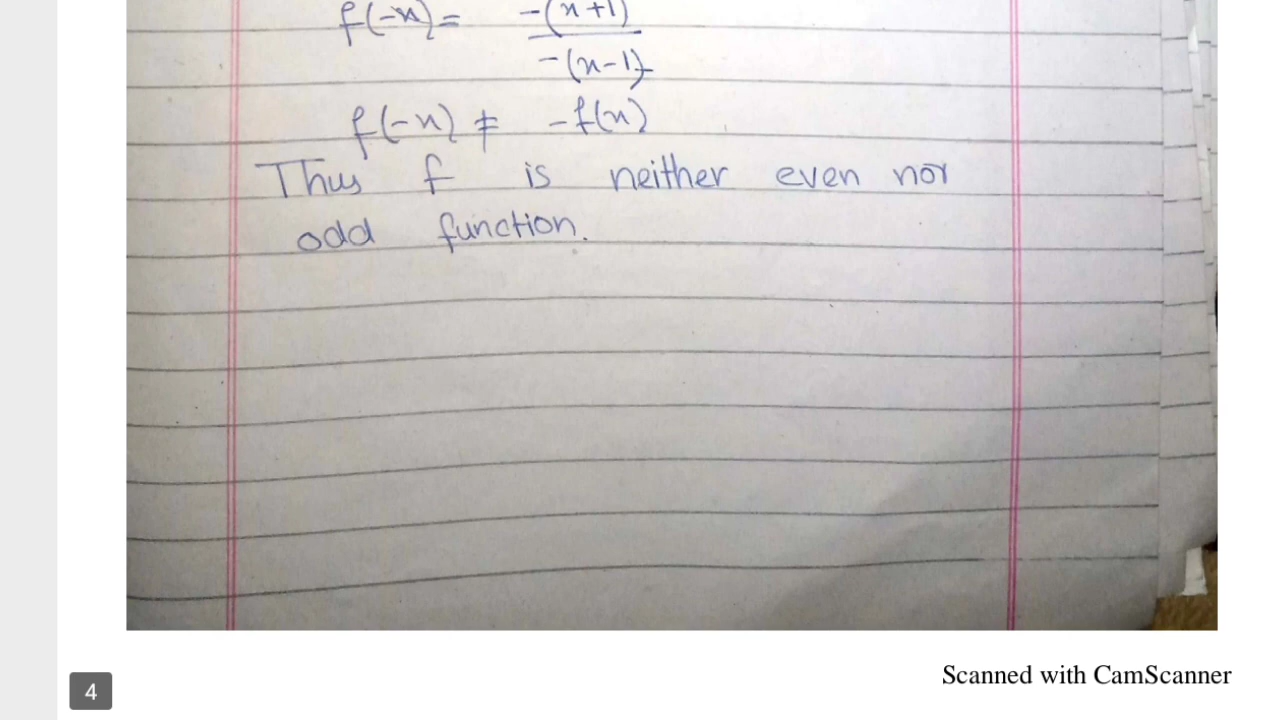 f(-x) = -(x+1)
-(x-1)
f(-x) ≠ -f(x)
Thus f is neither even nor
odd function.
4
Scanned with CamScanner